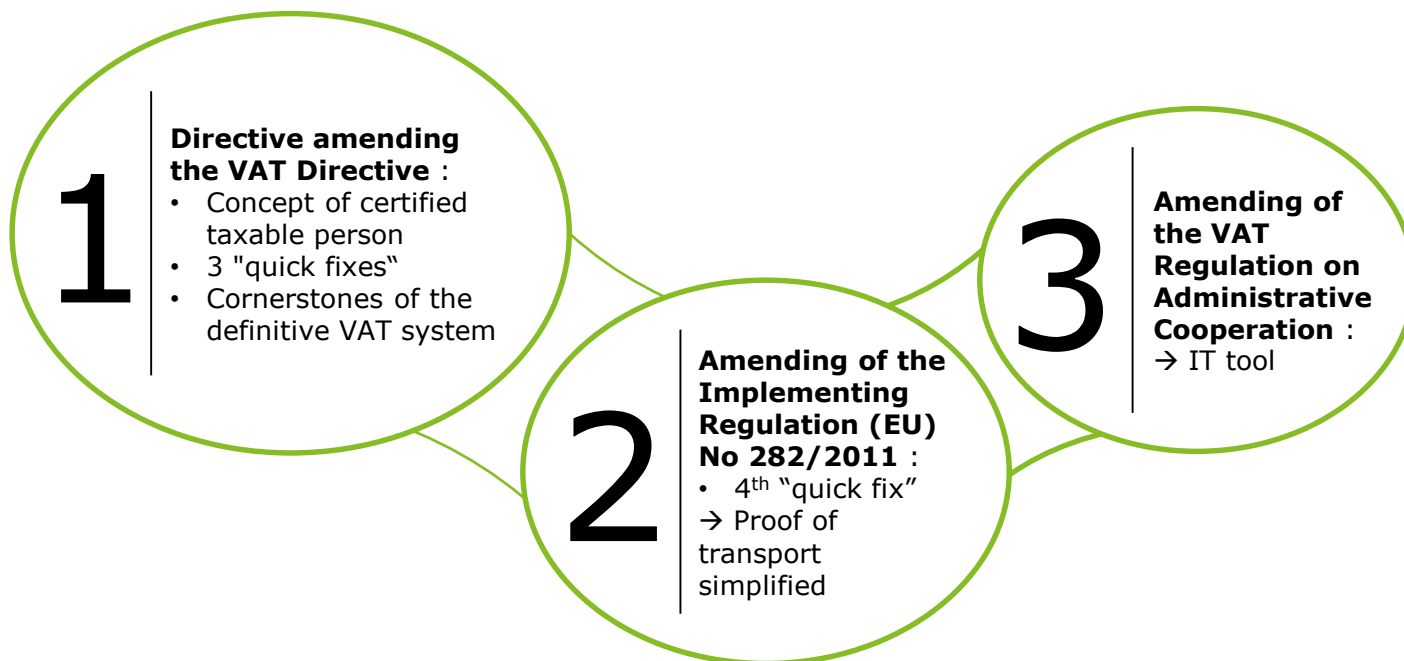 1
Directive amending
the VAT Directive :
• Concept of certified
taxable person
• 3 "quick fixes“
• Cornerstones of the
definitive VAT system
2
Amending of the
Implementing
Regulation (EU)
No 282/2011 :
• 4th “quick fix”
→ Proof of
transport
simplified
3
Amending of
the VAT
Regulation on
Administrative
Cooperation :
→ IT tool